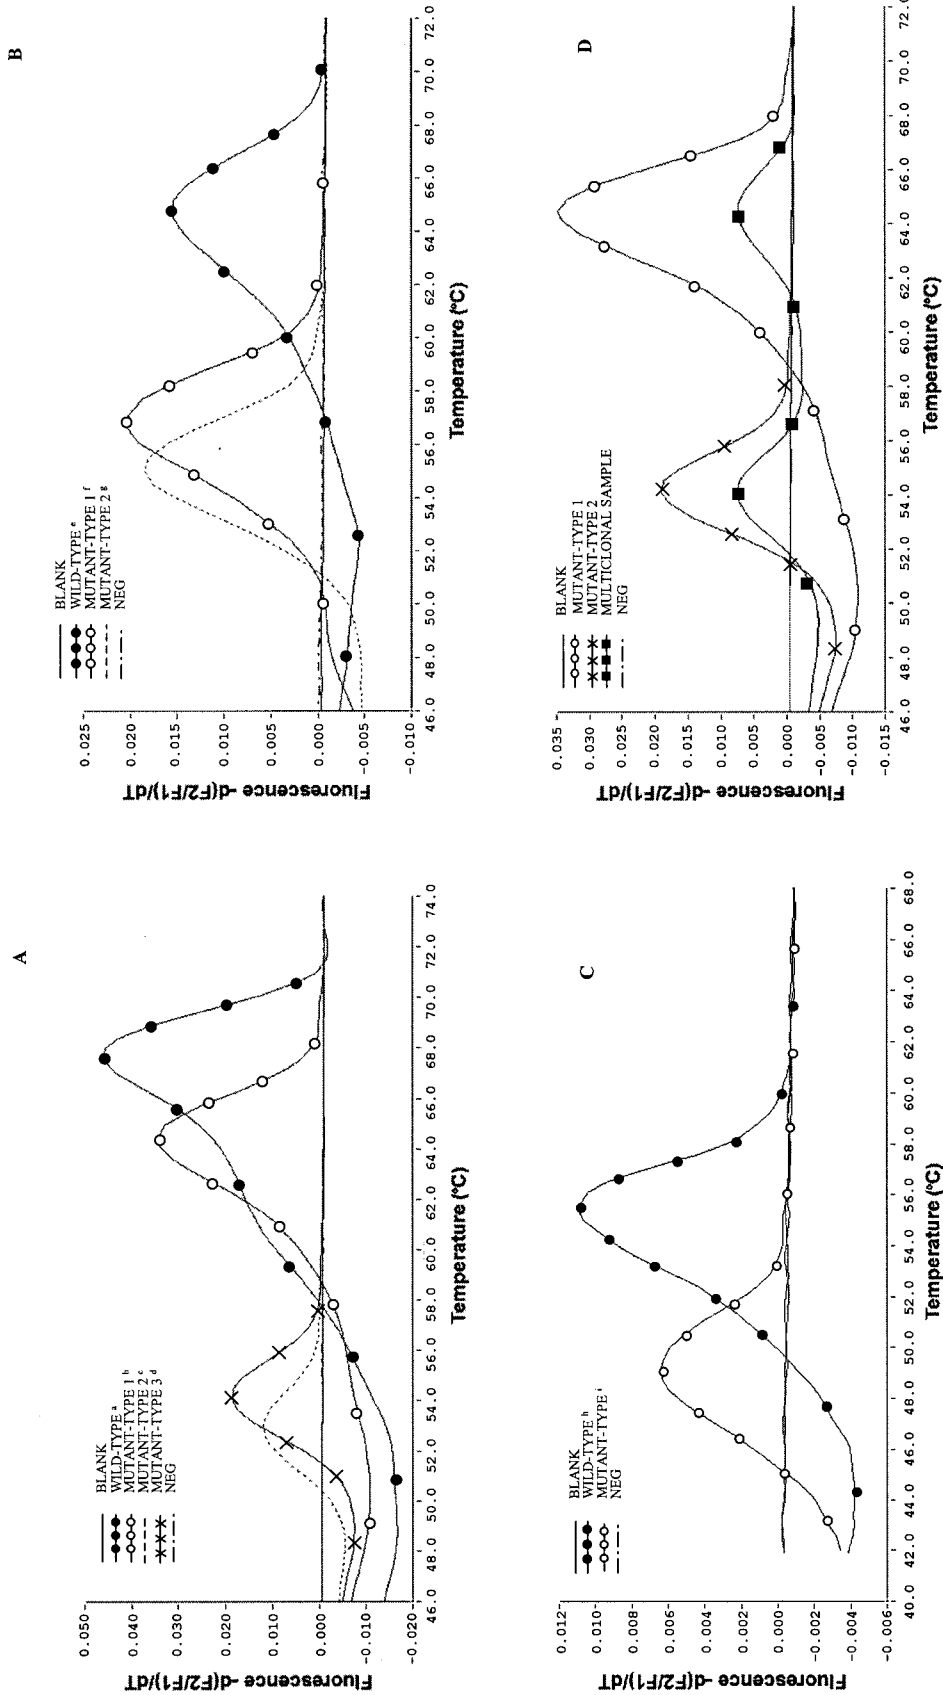 A
BLANK
WILD-TYPE a
MUTANT-TYPE 1 b
MUTANT-TYPE 2 c
MUTANT-TYPE 3 d
NEG
Fluorescence -d(F2/F1)/dT
0.050
0.040
0.030
0.020
0.010
0.000
-0.010
-0.020
46.0 48.0 50.0 52.0 54.0 56.0 58.0 60.0 62.0 64.0 66.0 68.0 70.0 72.0 74.0
Temperature (°C)
B
BLANK
WILD-TYPE e
MUTANT-TYPE 1 f
MUTANT-TYPE 2 g
NEG
Fluorescence -d(F2/F1)/dT
0.025
0.020
0.015
0.010
0.005
0.000
-0.005
-0.010
46.0 48.0 50.0 52.0 54.0 56.0 58.0 60.0 62.0 64.0 66.0 68.0 70.0 72.0
Temperature (°C)
C
BLANK
WILD-TYPE h
MUTANT-TYPE i
NEG
Fluorescence -d(F2/F1)/dT
0.012
0.010
0.008
0.006
0.004
0.002
0.000
-0.002
-0.004
-0.006
40.0 42.0 44.0 46.0 48.0 50.0 52.0 54.0 56.0 58.0 60.0 62.0 64.0 66.0 68.0
Temperature (°C)
D
BLANK
MUTANT-TYPE 1
MUTANT-TYPE 2
MULTICLONAL SAMPLE
NEG
Fluorescence -d(F2/F1)/dT
0.035
0.030
0.025
0.020
0.015
0.010
0.005
0.000
-0.005
-0.010
-0.015
46.0 48.0 50.0 52.0 54.0 56.0 58.0 60.0 62.0 64.0 66.0 68.0 70.0 72.0
Temperature (°C)